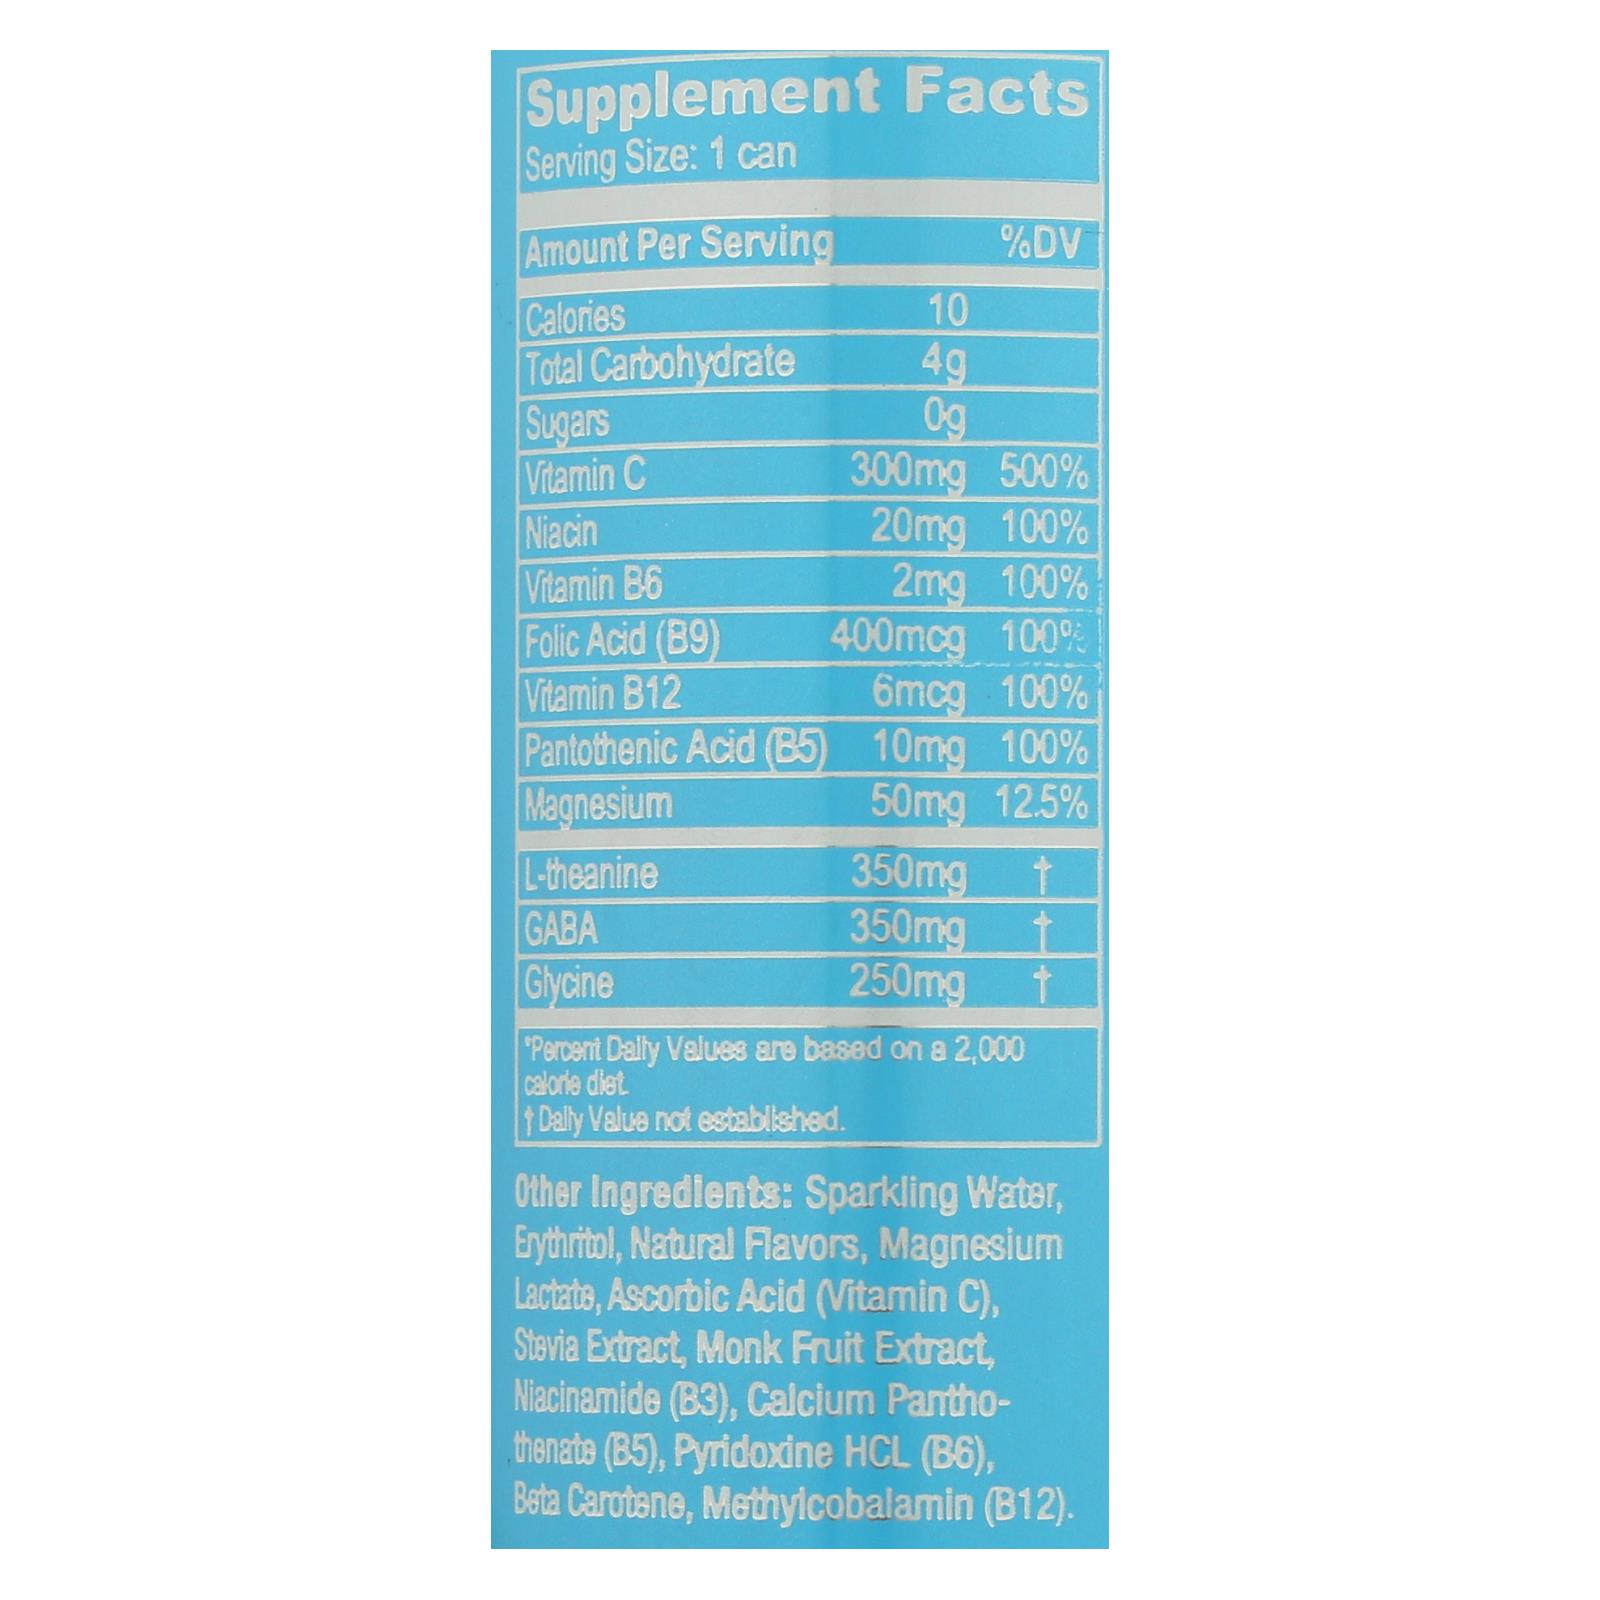 Supplement Facts
Serving Size: 1 can
Amount Per Serving %DV
Calories 10
Total Carbohydrate 4g
Sugars 0g
Vitamin C 300mg 500%
Niacin 20mg 100%
Vitamin B6 2mg 100%
Folic Acid (B9) 400mcg 100%
Vitamin B12 6mcg 100%
Pantothenic Acid (B5) 10mg 100%
Magnesium 50mg 12.5%
L-theanine 350mg †
GABA 350mg †
Glycine 250mg †
*Percent Daily Values are based on a 2,000
calorie diet.
† Daily Value not established.
Other Ingredients: Sparkling Water,
Erythritol, Natural Flavors, Magnesium
Lactate, Ascorbic Acid (Vitamin C),
Stevia Extract, Monk Fruit Extract,
Niacinamide (B3), Calcium Pantho-
thenate (B5), Pyridoxine HCL (B6),
Beta Carotene, Methylcobalamin (B12).